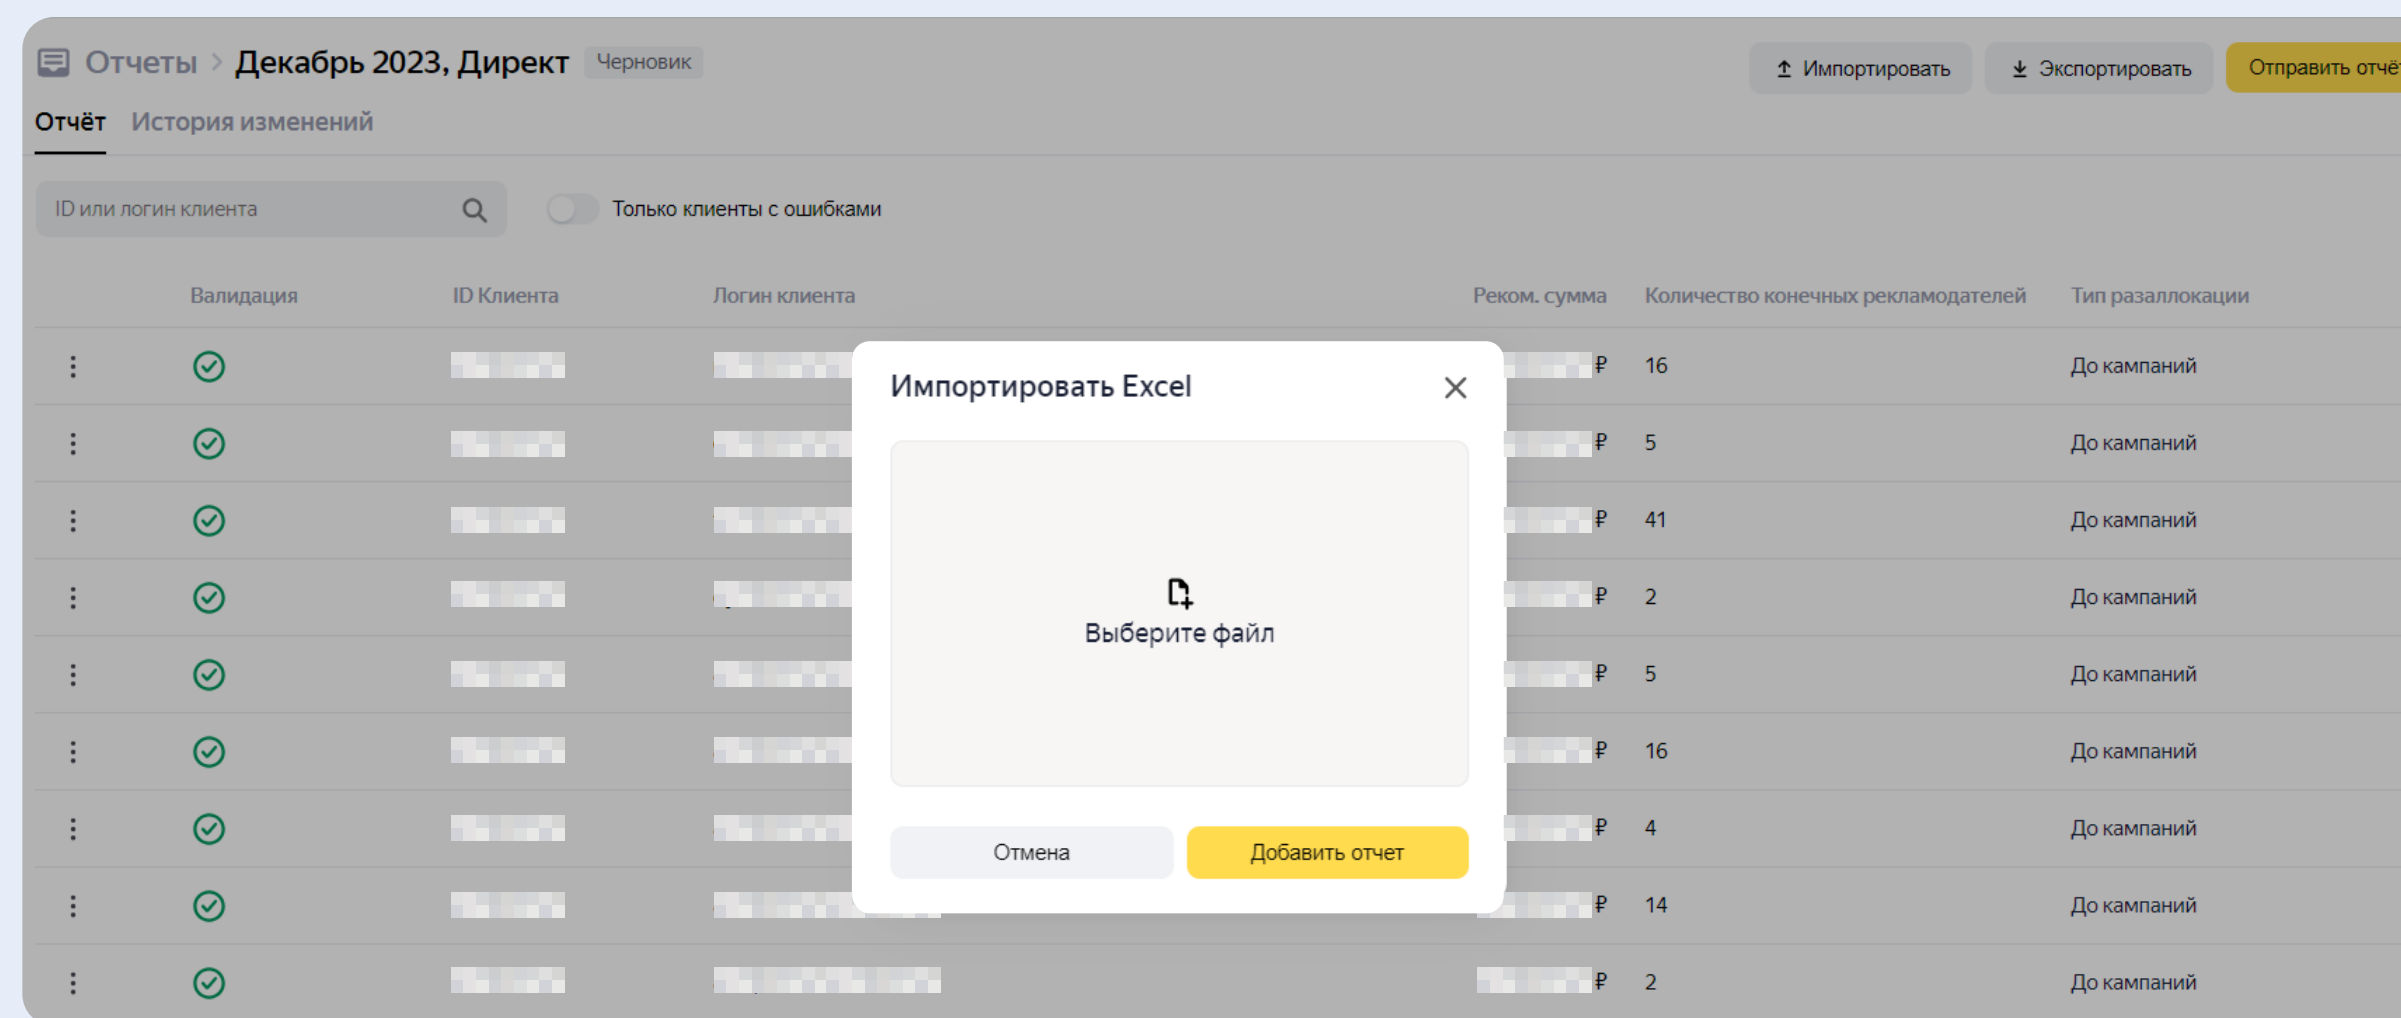 Отчеты > Декабрь 2023, Директ Черновик
Импортировать Экспортировать Отправить отчё
Отчёт История изменений
ID или логин клиента Только клиенты с ошибками
Валидация ID Клиента Логин клиента Реком. сумма Количество конечных рекламодателей Тип разаллокации
₽ 16 До кампаний
Импортировать Excel
₽ 5 До кампаний
₽ 41 До кампаний
₽ 2 До кампаний
Выберите файл
₽ 5 До кампаний
₽ 16 До кампаний
₽ 4 До кампаний
Отмена Добавить отчет
₽ 14 До кампаний
₽ 2 До кампаний